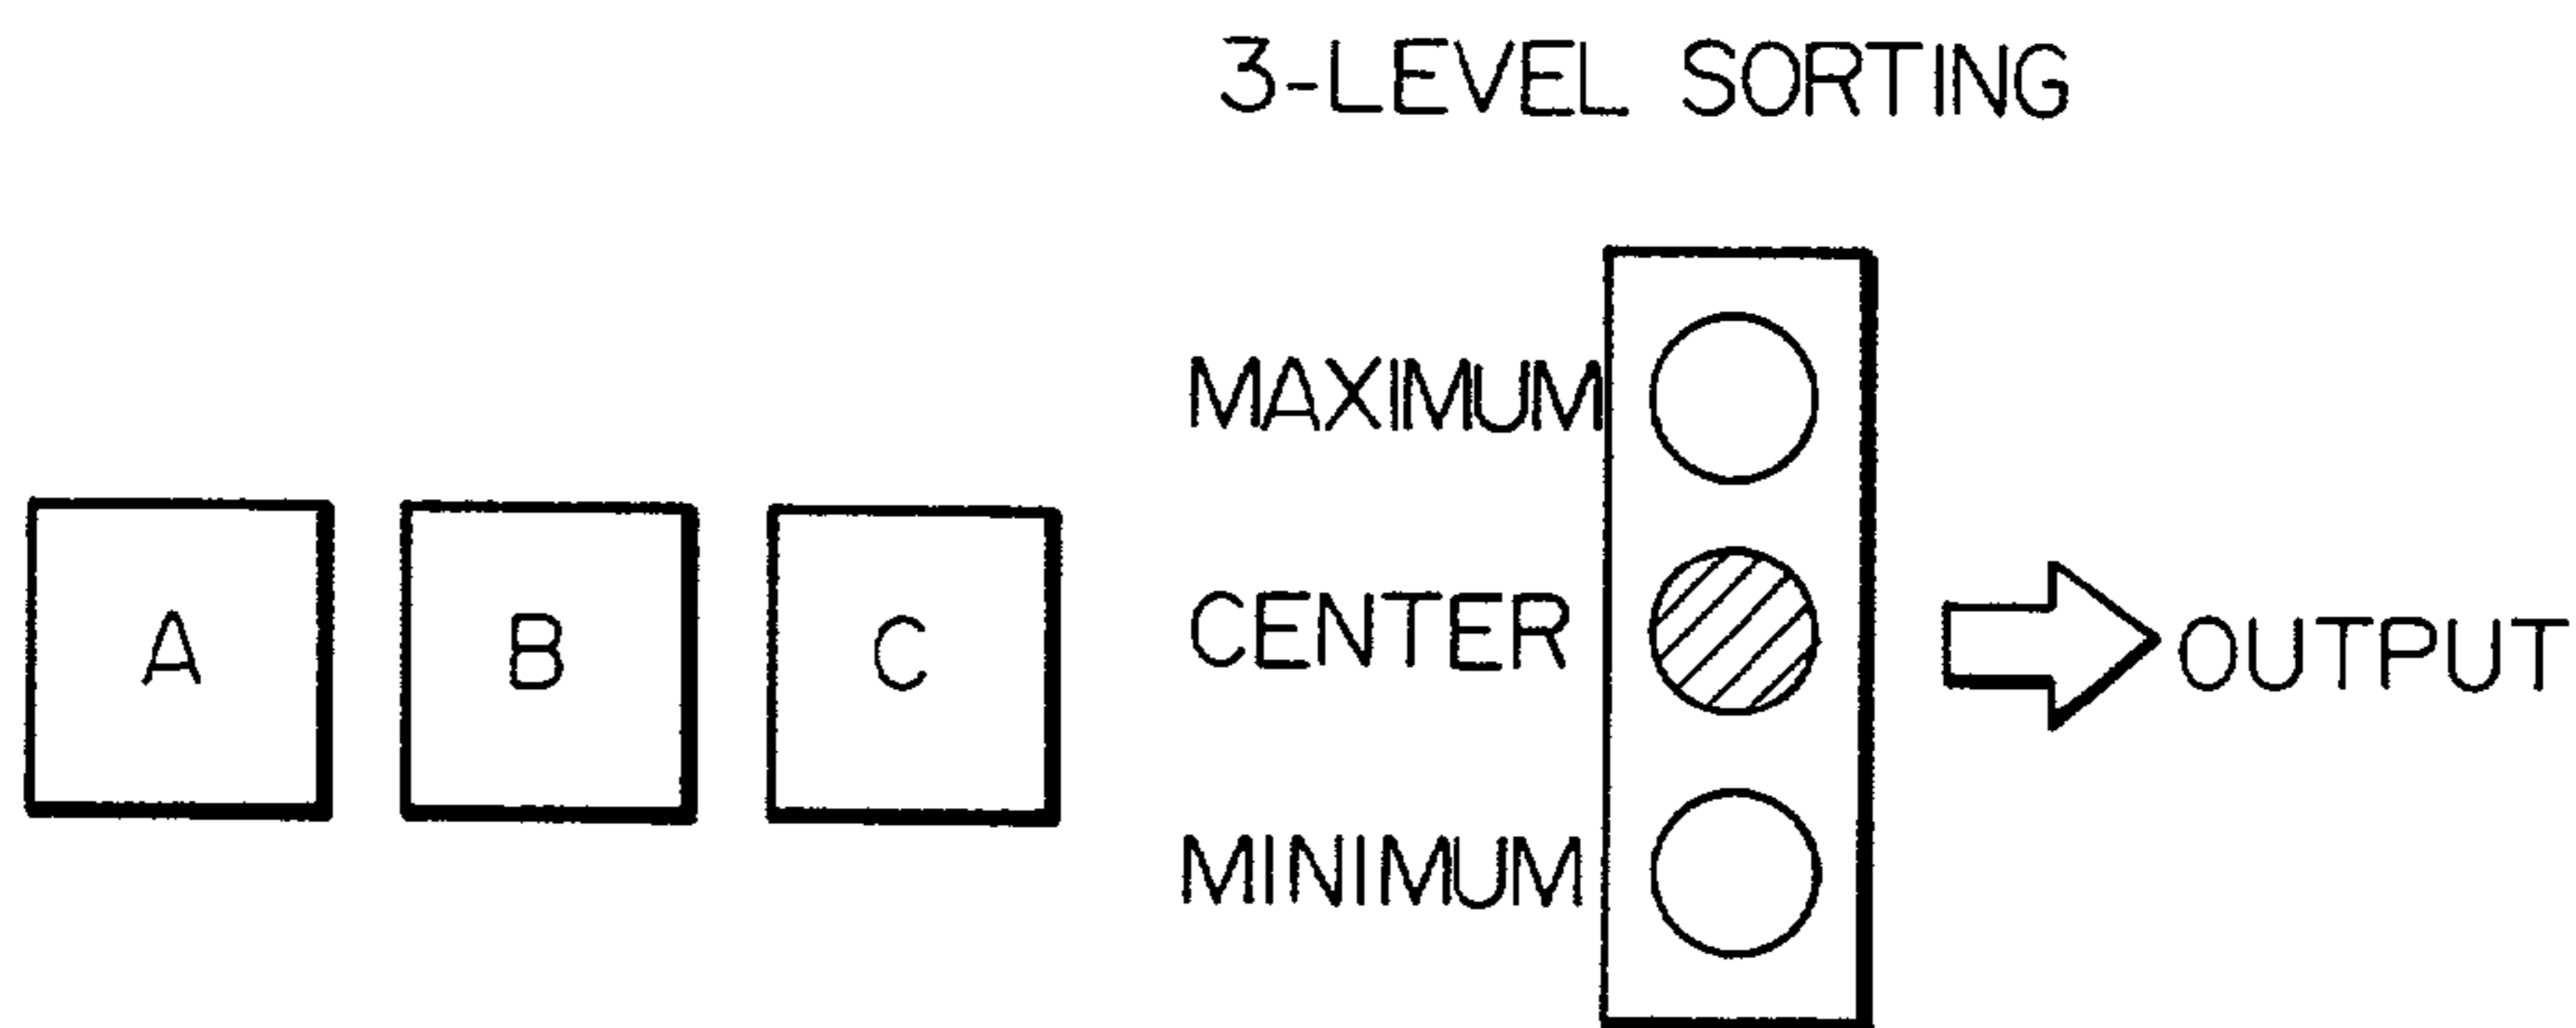 3-LEVEL SORTING
MAXIMUM
A B C
CENTER
OUTPUT
MINIMUM